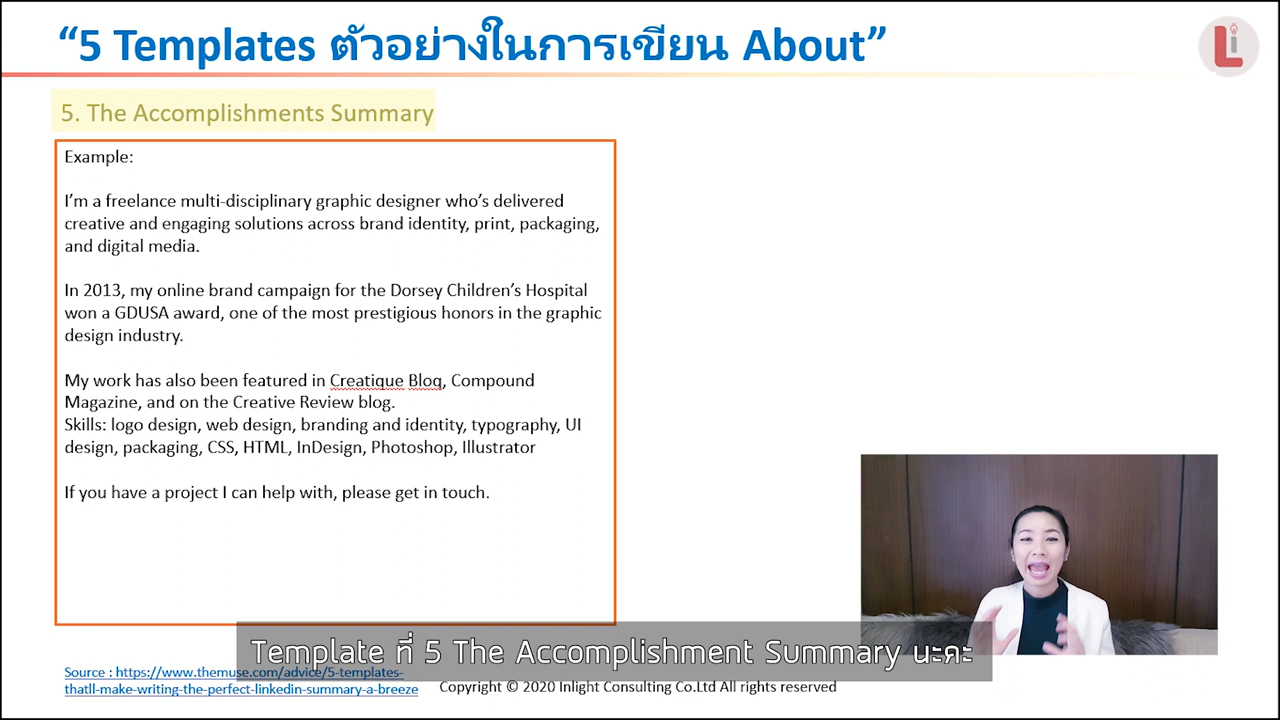 “5 Templates ตัวอย่างในการเขียน About”
Li
5. The Accomplishments Summary
Example:
I’m a freelance multi-disciplinary graphic designer who’s delivered
creative and engaging solutions across brand identity, print, packaging,
and digital media.
In 2013, my online brand campaign for the Dorsey Children’s Hospital
won a GDUSA award, one of the most prestigious honors in the graphic
design industry.
My work has also been featured in Creatique Bloq, Compound
Magazine, and on the Creative Review blog.
Skills: logo design, web design, branding and identity, typography, UI
design, packaging, CSS, HTML, InDesign, Photoshop, Illustrator
If you have a project I can help with, please get in touch.
Template ที่ 5 The Accomplishment Summary นะคะ
Source : https://www.themuse.com/advice/5-templates-
thatll-make-writing-the-perfect-linkedin-summary-a-breeze
Copyright © 2020 Inlight Consulting Co.Ltd All rights reserved